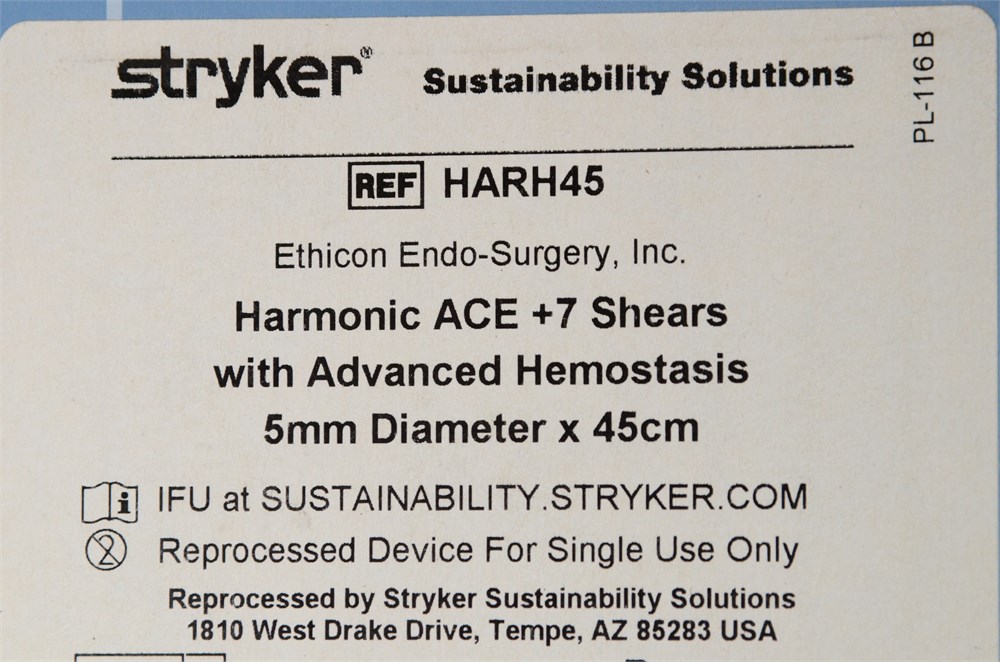 stryker® Sustainability Solutions
PL-116 B
REF HARH45
Ethicon Endo-Surgery, Inc.
Harmonic ACE +7 Shears
with Advanced Hemostasis
5mm Diameter x 45cm
i IFU at SUSTAINABILITY.STRYKER.COM
2 Reprocessed Device For Single Use Only
Reprocessed by Stryker Sustainability Solutions
1810 West Drake Drive, Tempe, AZ 85283 USA